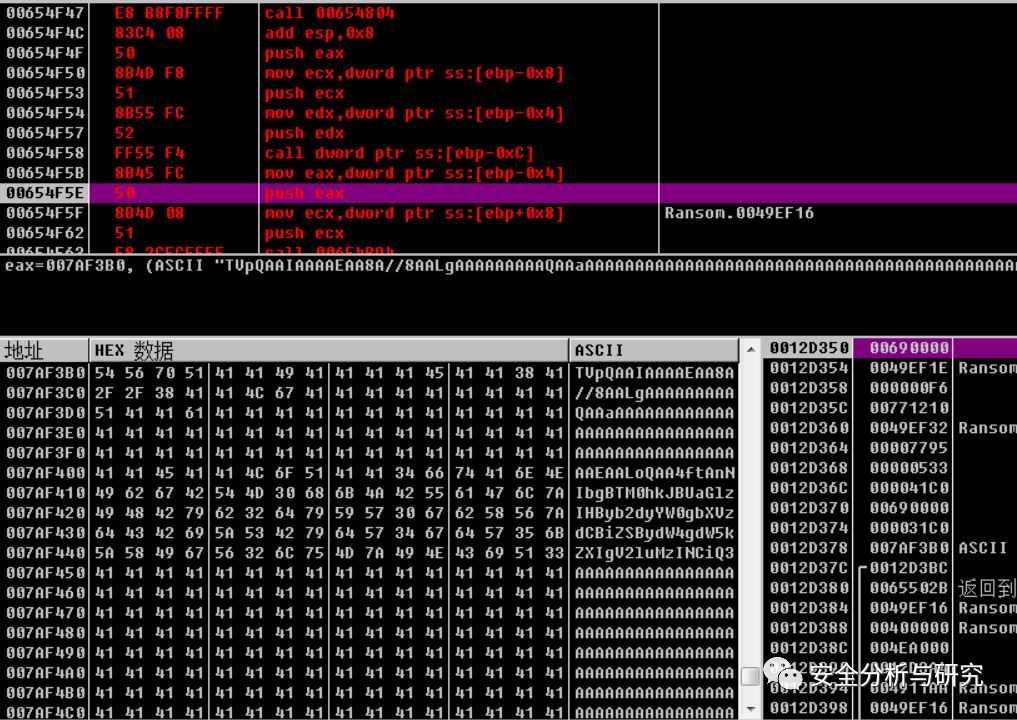 00654F47 E8 B8F8FFFF call 00654804
00654F4C 83C4 08 add esp,0x8
00654F4F 50 push eax
00654F50 8B4D F8 mov ecx,dword ptr ss:[ebp-0x8]
00654F53 51 push ecx
00654F54 8B55 FC mov edx,dword ptr ss:[ebp-0x4]
00654F57 52 push edx
00654F58 FF55 F4 call dword ptr ss:[ebp-0xC]
00654F5B 8B45 FC mov eax,dword ptr ss:[ebp-0x4]
00654F5E 50 push eax
00654F5F 8B4D 08 mov ecx,dword ptr ss:[ebp+0x8] Ransom.0049EF16
00654F62 51 push ecx
eax=007AF3B0, (ASCII "TVpQAAIAAAAEAA8A//8AALgAAAAAAAAAQAAaAAAAAAAAAAAAAAAAAAAAAAAAAAAAAAAAAAAAAAAAAAAA
地址 HEX 数据 ASCII
007AF3B0 54 56 70 51 41 41 49 41 41 41 41 45 41 41 38 41 TVpQAAIAAAAEAA8A
007AF3C0 2F 2F 38 41 41 4C 67 41 41 41 41 41 41 41 41 41 //8AALgAAAAAAAAA
007AF3D0 51 41 41 61 41 41 41 41 41 41 41 41 41 41 41 41 QAAaAAAAAAAAAAAA
007AF3E0 41 41 41 41 41 41 41 41 41 41 41 41 41 41 41 41 AAAAAAAAAAAAAAAA
007AF3F0 41 41 41 41 41 41 41 41 41 41 41 41 41 41 41 41 AAAAAAAAAAAAAAAA
007AF400 41 41 45 41 41 4C 6F 51 41 41 34 66 74 41 6E 4E AAEAALoQAA4ftAnN
007AF410 49 62 67 42 54 4D 30 68 6B 4A 42 55 61 47 6C 7A IbgBTM0hkJBUaGlz
007AF420 49 48 42 79 62 32 64 79 59 57 30 67 62 58 56 7A IHByb2dyYW0gbXVz
007AF430 64 43 42 69 5A 53 42 79 64 57 34 67 64 57 35 6B dCBiZSBydW4gdW5k
007AF440 5A 58 49 67 56 32 6C 75 4D 7A 49 4E 43 69 51 33 ZXIgV2luMzINCiQ3
007AF450 41 41 41 41 41 41 41 41 41 41 41 41 41 41 41 41 AAAAAAAAAAAAAAAA
007AF460 41 41 41 41 41 41 41 41 41 41 41 41 41 41 41 41 AAAAAAAAAAAAAAAA
007AF470 41 41 41 41 41 41 41 41 41 41 41 41 41 41 41 41 AAAAAAAAAAAAAAAA
007AF480 41 41 41 41 41 41 41 41 41 41 41 41 41 41 41 41 AAAAAAAAAAAAAAAA
007AF490 41 41 41 41 41 41 41 41 41 41 41 41 41 41 41 41 AAAAAAAAAAAAAAAA
007AF4A0 41 41 41 41 41 41 41 41 41 41 41 41 41 41 41 41 AAAAAAAAAAAAAAAA
007AF4B0 41 41 41 41 41 41 41 41 41 41 41 41 41 41 41 41 AAAAAAAAAAAAAAAA
007AF4C0 41 41 41 41 41 41 41 41 41 41 41 41 41 41 41 41 AAAAAAAAAAAAAAAA
0012D350 00690000
0012D354 0049EF1E Ransom
0012D358 000000F6
0012D35C 00771210
0012D360 0049EF32 Ransom
0012D364 00007795
0012D368 00000533
0012D36C 000041C0
0012D370 00690000
0012D374 000031C0
0012D378 007AF3B0 ASCII
0012D37C 0012D3BC
0012D380 0065502B 返回到
0012D384 0049EF16 Ransom
0012D388 00400000 Ransom
0012D38C 004EA000
安全分析与研究
0012D394 Ransom
0012D398 0049EF16 Ransom